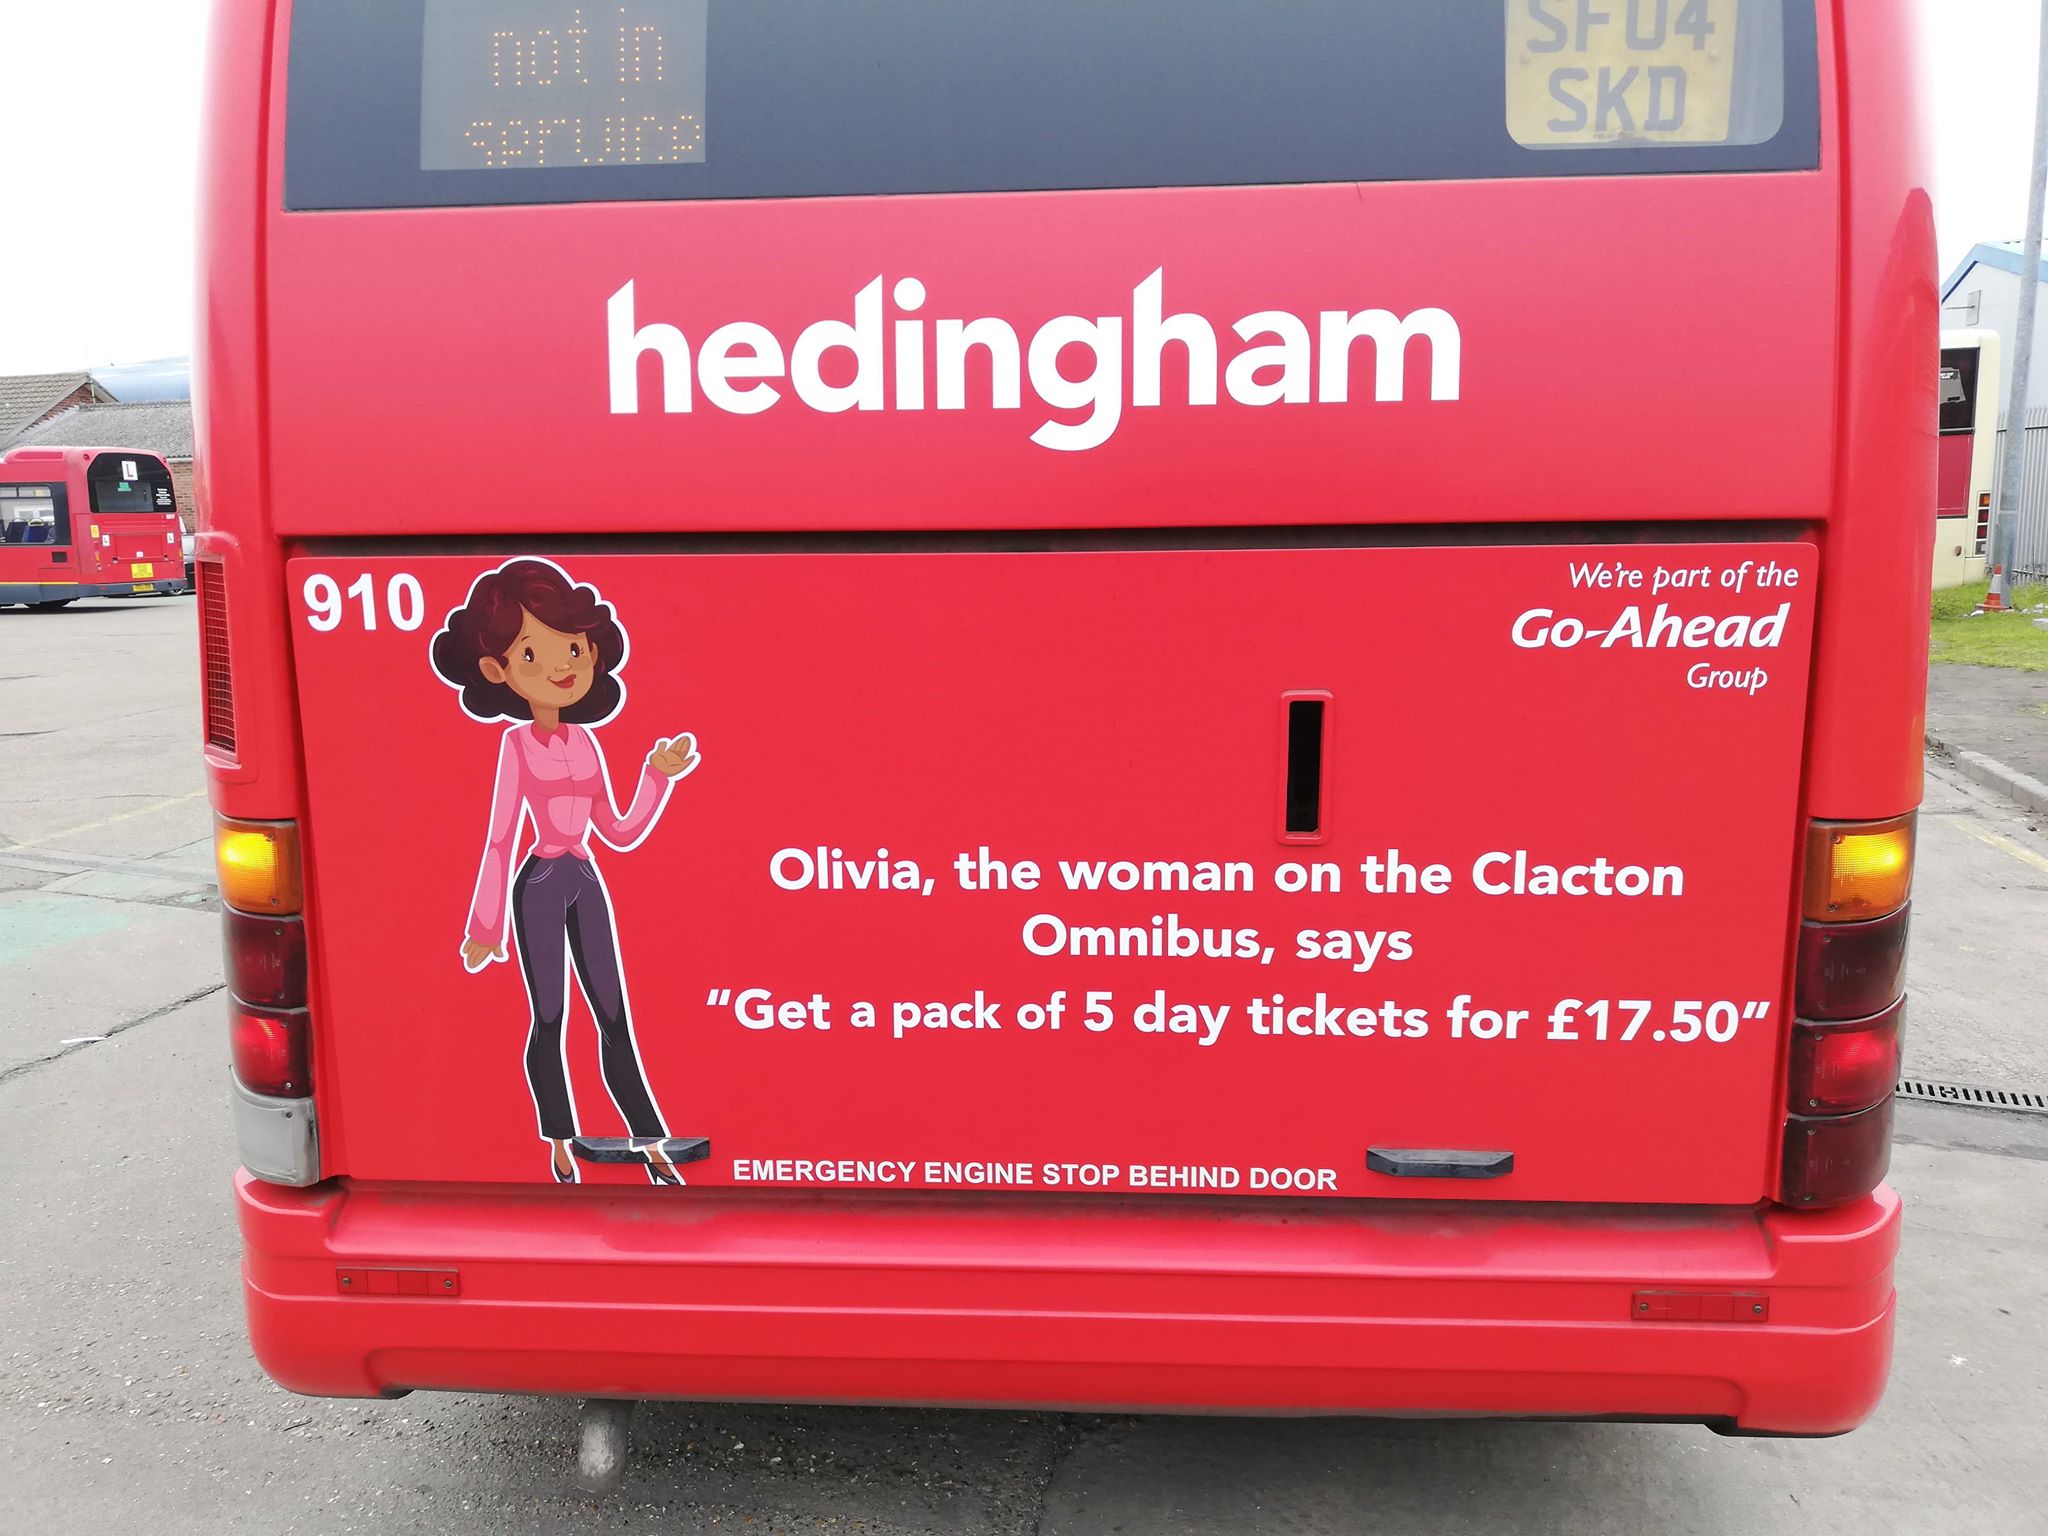 not in
service
SF04
SKD
hedingham
910
We're part of the
Go-Ahead
Group
Olivia, the woman on the Clacton
Omnibus, says
"Get a pack of 5 day tickets for £17.50"
EMERGENCY ENGINE STOP BEHIND DOOR
L